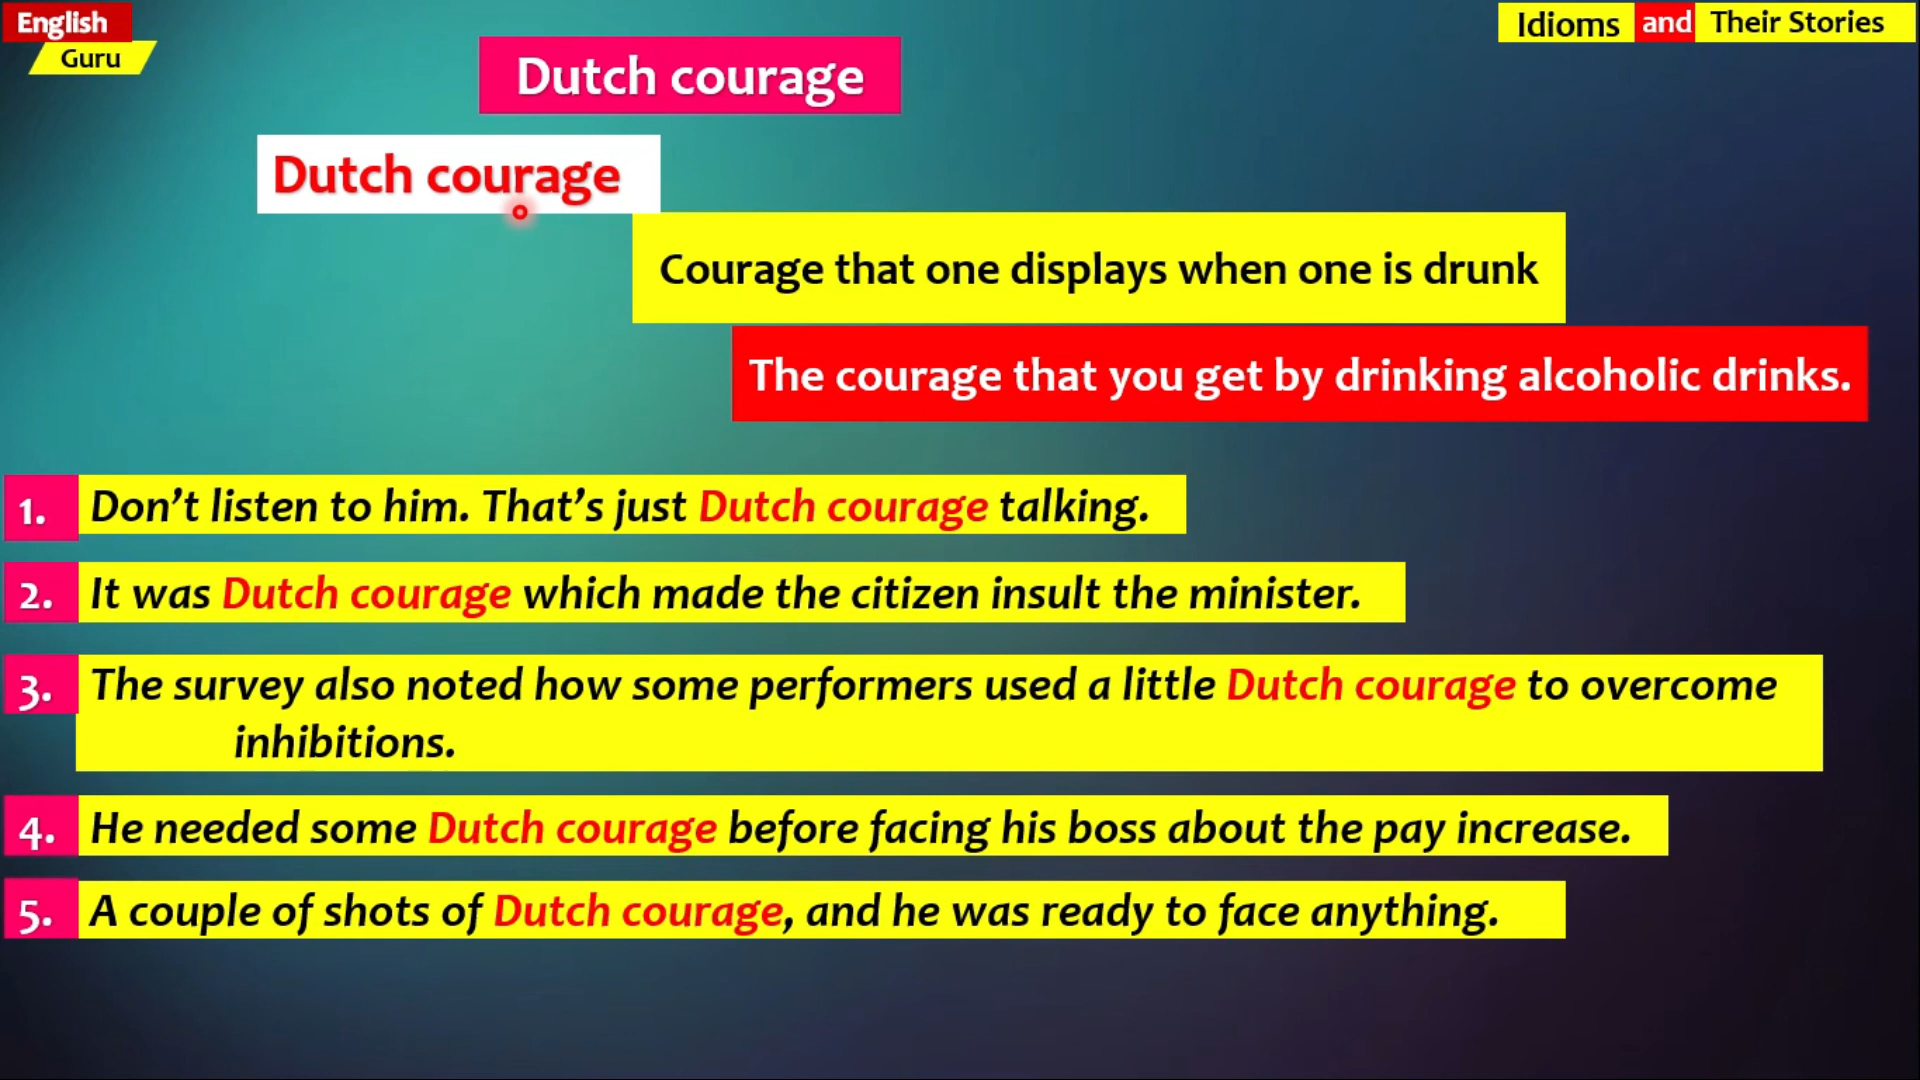 English
Guru
Idioms and Their Stories
Dutch courage
Dutch courage
Courage that one displays when one is drunk
The courage that you get by drinking alcoholic drinks.
1. Don’t listen to him. That’s just Dutch courage talking.
2. It was Dutch courage which made the citizen insult the minister.
3. The survey also noted how some performers used a little Dutch courage to overcome
inhibitions.
4. He needed some Dutch courage before facing his boss about the pay increase.
5. A couple of shots of Dutch courage, and he was ready to face anything.